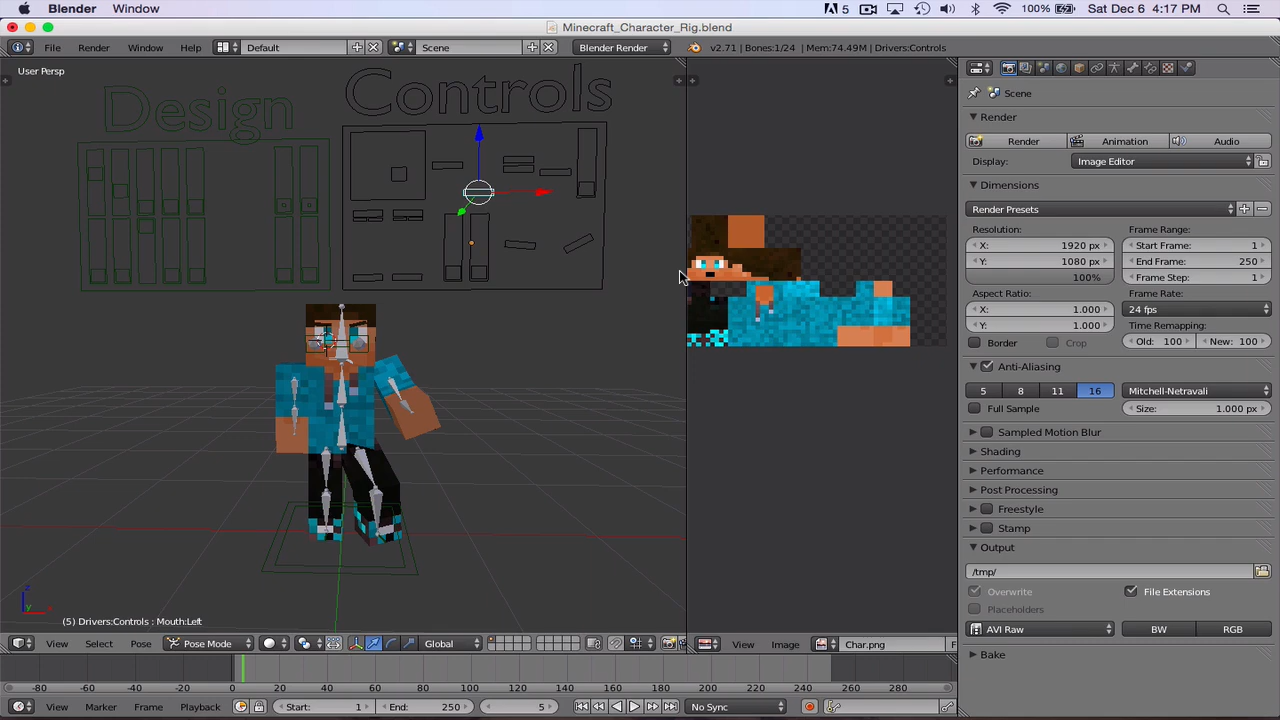 Blender Window 5 100% Sat Dec 6 4:17 PM
Minecraft_Character_Rig.blend
File Render Window Help Default Scene Blender Render v2.71 | Bones:1/24 | Mem:74.49M | Drivers:Controls
User Persp
Design
Controls
Scene
Render
Render Animation Audio
Display: Image Editor
Dimensions
Render Presets
Resolution: Frame Range:
X: 1920 px Start Frame: 1
Y: 1080 px End Frame: 250
100% Frame Step: 1
Aspect Ratio: Frame Rate:
X: 1.000 24 fps
Y: 1.000 Time Remapping:
Border Crop Old: 100 New: 100
Anti-Aliasing
5 8 11 16 Mitchell-Netravali
Full Sample Size: 1.000 px
Sampled Motion Blur
Shading
Performance
Post Processing
Freestyle
Stamp
Output
/tmp/
Overwrite File Extensions
Placeholders
AVI Raw BW RGB
Bake
z
y x
(5) Drivers:Controls : Mouth:Left
View Select Pose Mode Global View Image Char.png F
-80 -60 -40 -20 0 20 40 60 80 100 120 140 160 180 200 220 240 260 280
View Marker Frame Playback Start: 1 End: 250 5 No Sync